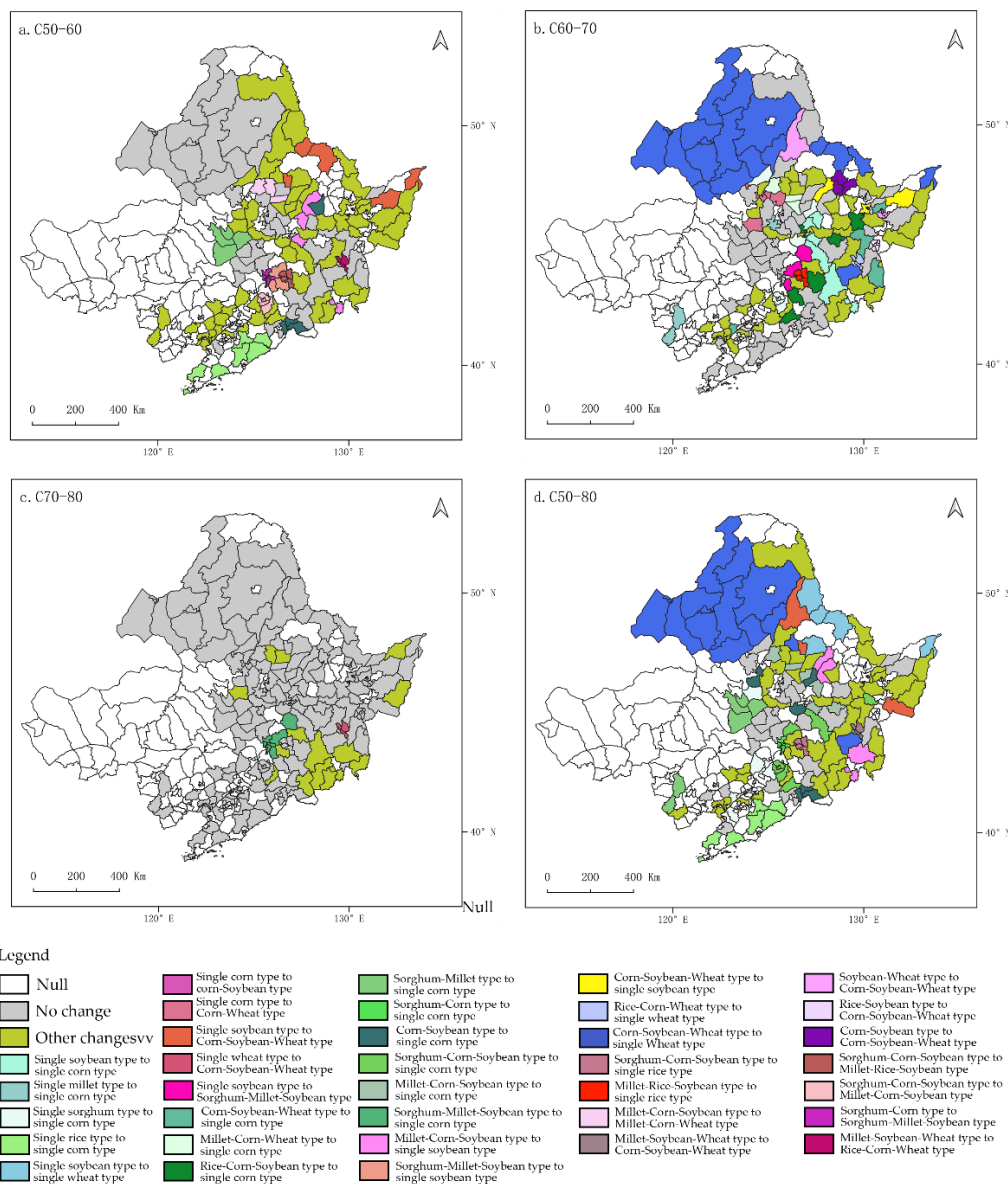 a. C50-60
50° N
40° N
0 200 400 Km
120° E 130° E
b. C60-70
50° N
40° N
0 200 400 Km
120° E 130° E
c. C70-80
50° N
40° N
0 200 400 Km
120° E 130° E
Null
d. C50-80
50° N
40° N
0 200 400 Km
120° E 130° E
Legend
Null
No change
Other changesvv
Single soybean type to
single corn type
Single millet type to
single corn type
Single sorghum type to
single corn type
Single rice type to
single corn type
Single soybean type to
single wheat type
Single corn type to
corn-Soybean type
Single corn type to
Corn-Wheat type
Single soybean type to
Corn-Soybean-Wheat type
Single wheat type to
Corn-Soybean-Wheat type
Single soybean type to
Sorghum-Millet-Soybean type
Corn-Soybean-Wheat type to
single corn type
Millet-Corn-Wheat type to
single corn type
Rice-Corn-Soybean type to
single corn type
Sorghum-Millet type to
single corn type
Sorghum-Corn type to
single corn type
Corn-Soybean type to
single corn type
Sorghum-Corn-Soybean type to
single corn type
Millet-Corn-Soybean type to
single corn type
Sorghum-Millet-Soybean type to
single corn type
Millet-Corn-Soybean type to
single soybean type
Sorghum-Millet-Soybean type to
single soybean type
Corn-Soybean-Wheat type to
single soybean type
Rice-Corn-Wheat type to
single wheat type
Corn-Soybean-Wheat type to
single Wheat type
Sorghum-Corn-Soybean type to
single rice type
Millet-Rice-Soybean type to
single rice type
Millet-Corn-Soybean type to
Millet-Corn-Wheat type
Millet-Soybean-Wheat type to
Corn-Soybean-Wheat type
Soybean-Wheat type to
Corn-Soybean-Wheat type
Rice-Soybean type to
Corn-Soybean-Wheat type
Corn-Soybean type to
Corn-Soybean-Wheat type
Sorghum-Corn-Soybean type to
Millet-Rice-Soybean type
Sorghum-Corn-Soybean type to
Millet-Corn-Soybean type
Sorghum-Corn type to
Sorghum-Millet-Soybean type
Millet-Soybean-Wheat type to
Rice-Corn-Wheat type